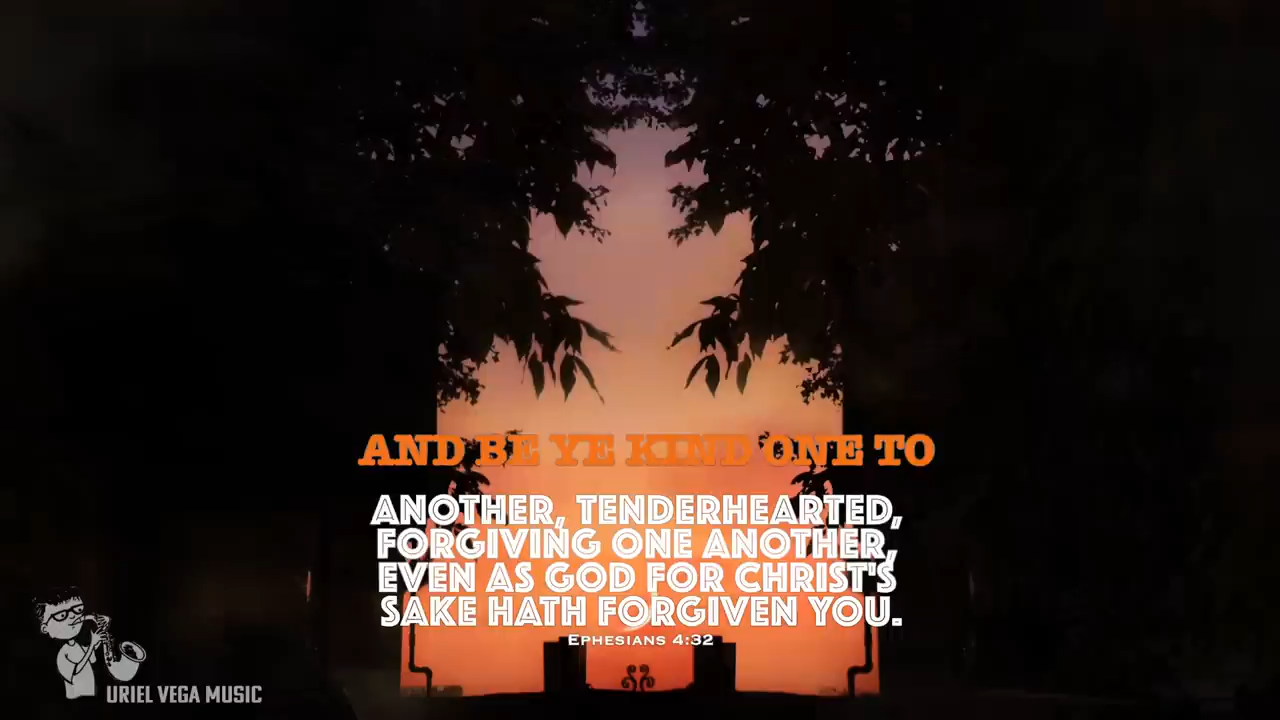 AND BE YE KIND ONE TO
ANOTHER, TENDERHEARTED,
FORGIVING ONE ANOTHER,
EVEN AS GOD FOR CHRIST'S
SAKE HATH FORGIVEN YOU.
EPHESIANS 4:32
URIEL VEGA MUSIC